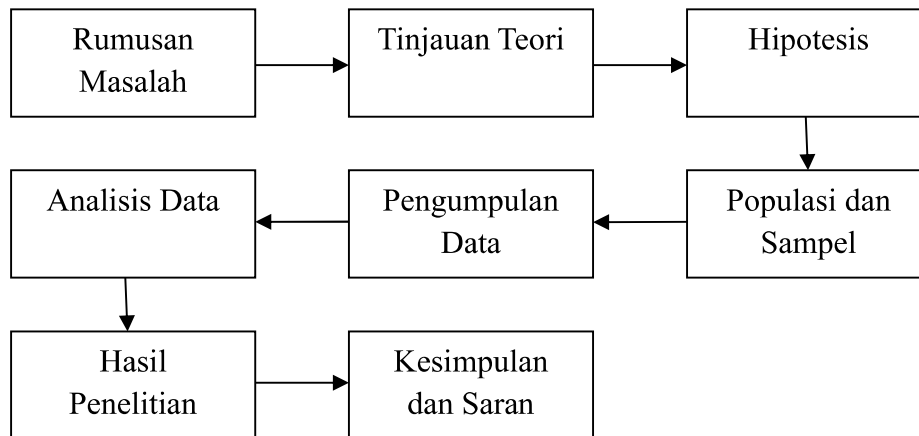 Rumusan
Masalah
Tinjauan Teori
Hipotesis
Populasi dan
Sampel
Pengumpulan
Data
Analisis Data
Hasil
Penelitian
Kesimpulan
dan Saran